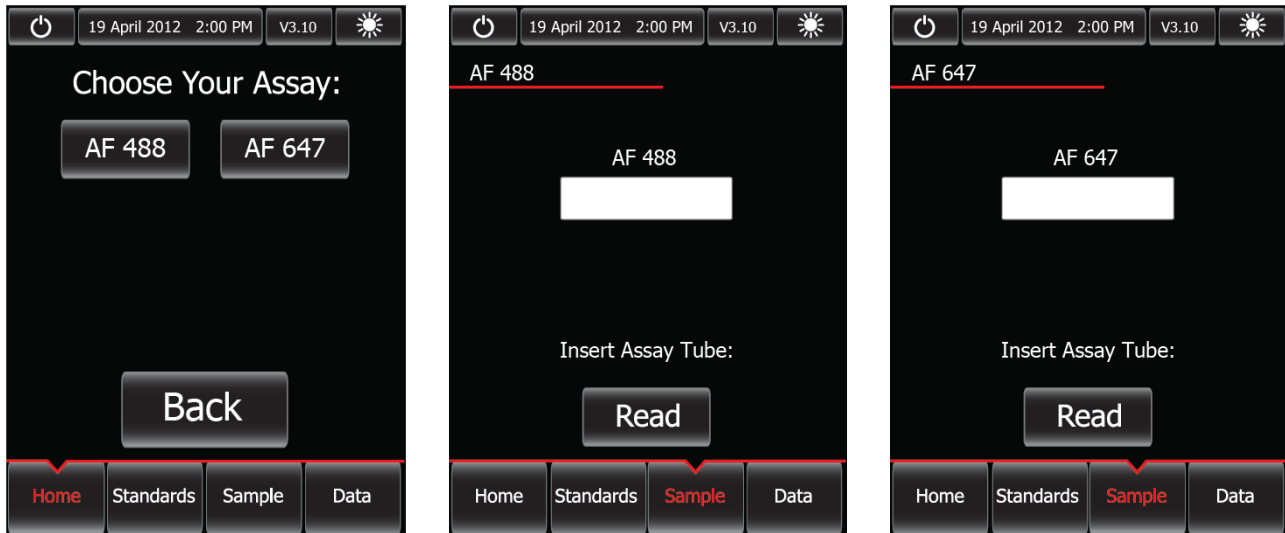 19 April 2012 2:00 PM V3.10
Choose Your Assay:
AF 488 AF 647
Back
Home Standards Sample Data
19 April 2012 2:00 PM V3.10
AF 488
AF 488
Insert Assay Tube:
Read
Home Standards Sample Data
19 April 2012 2:00 PM V3.10
AF 647
AF 647
Insert Assay Tube:
Read
Home Standards Sample Data